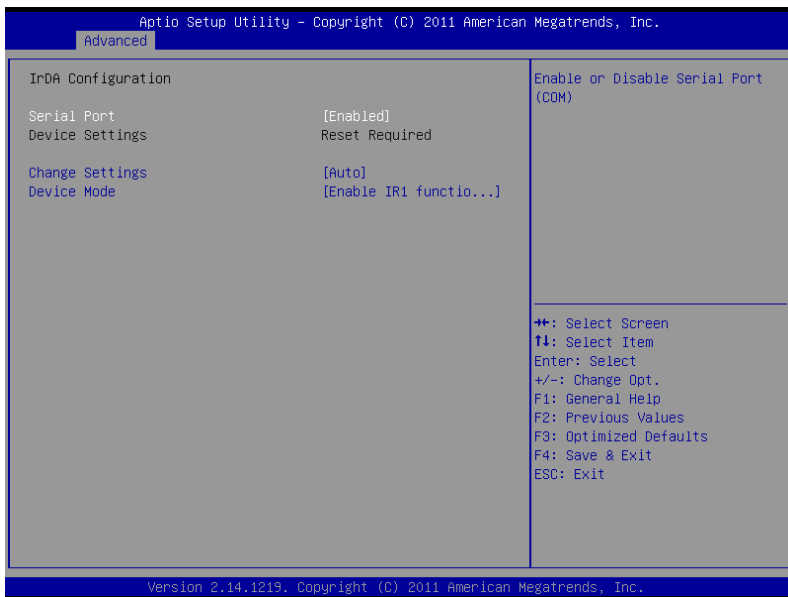 Aptio Setup Utility – Copyright (C) 2011 American Megatrends, Inc.
Advanced
IrDA Configuration
Serial Port [Enabled]
Device Settings Reset Required
Change Settings [Auto]
Device Mode [Enable IR1 functio...]
Enable or Disable Serial Port
(COM)
→←: Select Screen
↑↓: Select Item
Enter: Select
+/-: Change Opt.
F1: General Help
F2: Previous Values
F3: Optimized Defaults
F4: Save & Exit
ESC: Exit
Version 2.14.1219. Copyright (C) 2011 American Megatrends, Inc.